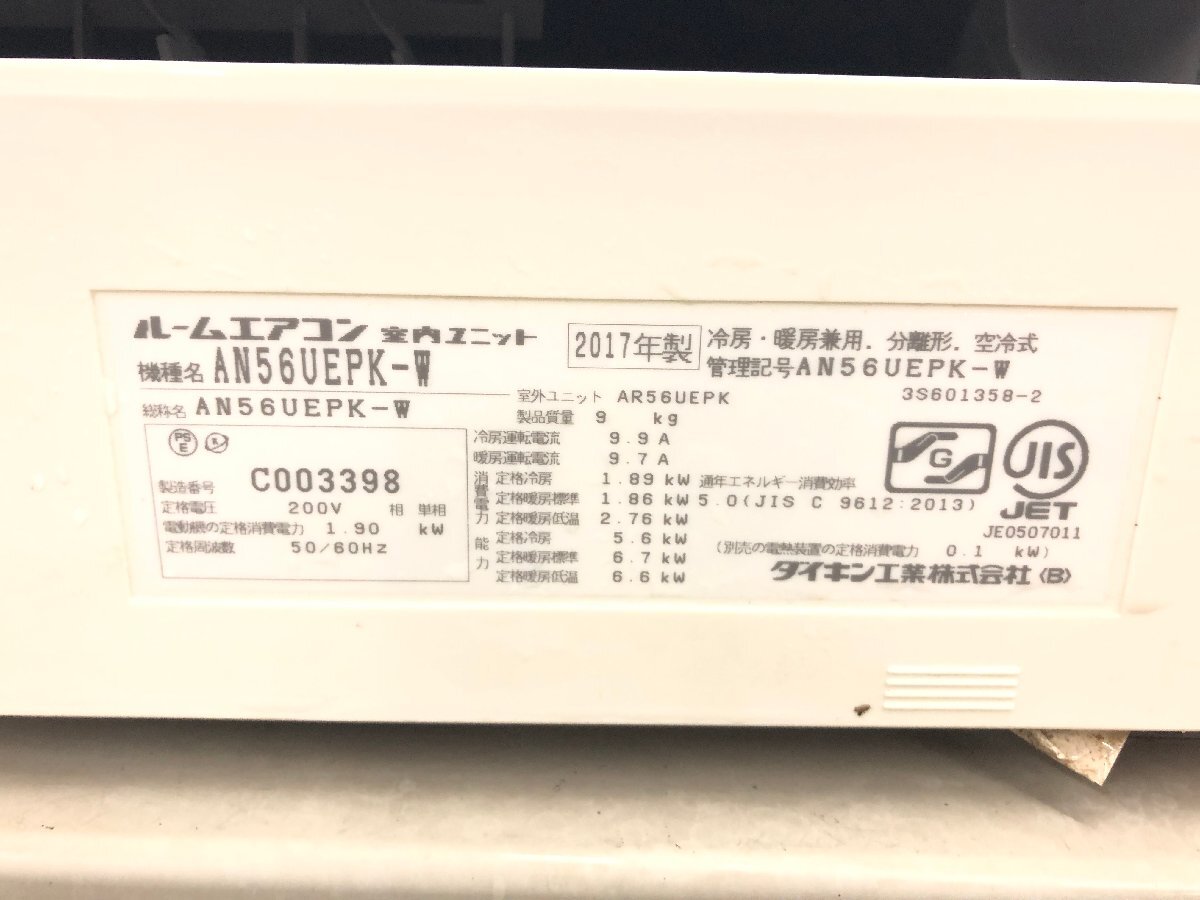 ルームエアコン 室内ユニット
2017年製
冷房・暖房兼用．分離形．空冷式
機種名 AN56UEPK-W
管理記号AN56UEPK-W
総称名 AN56UEPK-W
室外ユニット AR56UEPK
3S601358-2
製品質量 9 kg
PS E
R
製造番号 C003398
定格電圧 200V 相 単相
電動機の定格消費電力 1.90 kW
定格周波数 50/60Hz
冷房運転電流 9.9 A
暖房運転電流 9.7 A
消費電力
定格冷房 1.89 kW
定格暖房標準 1.86 kW
定格暖房低温 2.76 kW
能力
定格冷房 5.6 kW
定格暖房標準 6.7 kW
定格暖房低温 6.6 kW
通年エネルギー消費効率
5.0(JIS C 9612:2013)
G
JIS
JET
JE0507011
(別売の電熱装置の定格消費電力 0.1 kW)
ダイキン工業株式会社〈B〉